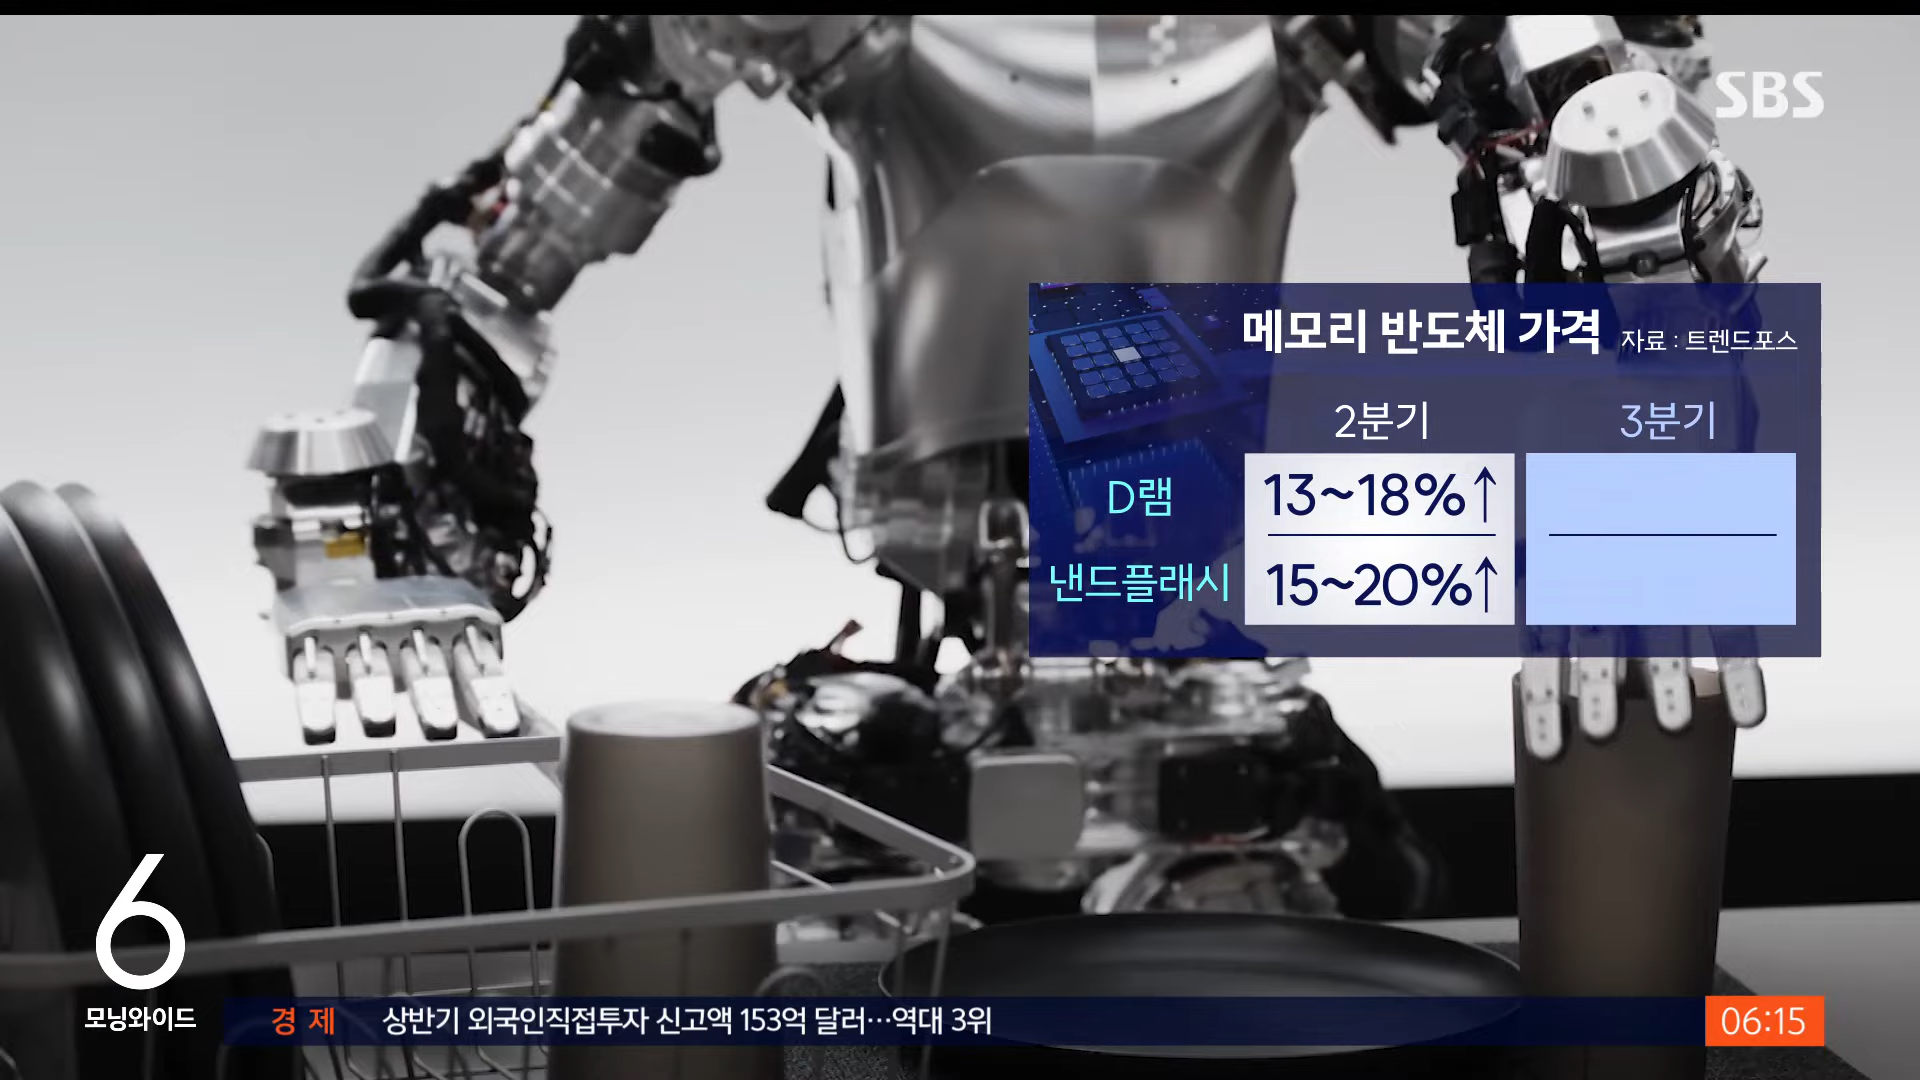 SBS
메모리 반도체 가격 자료 : 트렌드포스
2분기 3분기
D램 13~18%↑
낸드플래시 15~20%↑
6
모닝와이드
경제 상반기 외국인직접투자 신고액 153억 달러…역대 3위 06:15